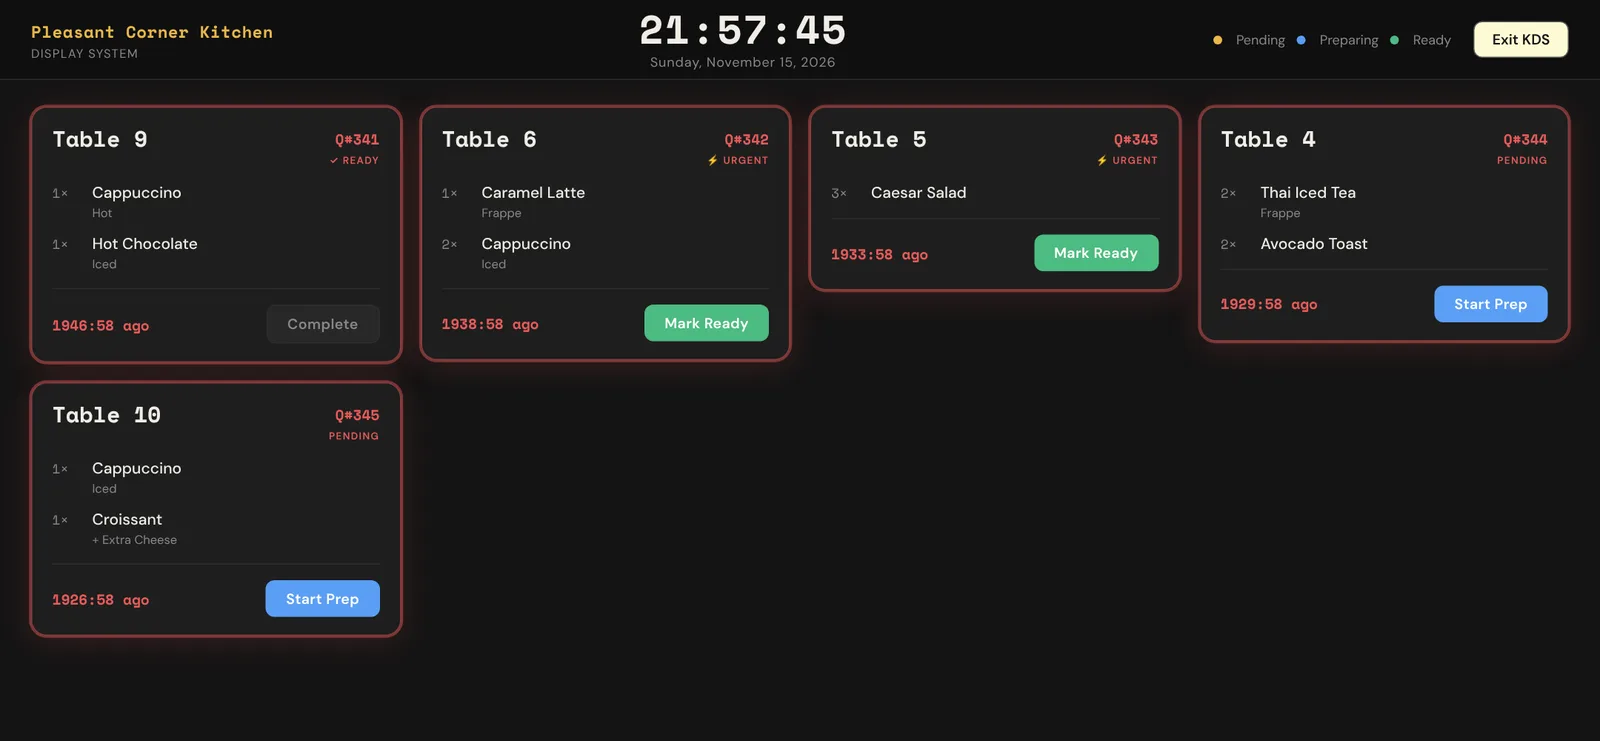 Pleasant Corner Kitchen
DISPLAY SYSTEM
21:57:45
Sunday, November 15, 2026
Pending Preparing Ready
Exit KDS
Table 9 Q#341
✓ READY
1× Cappuccino
Hot
1× Hot Chocolate
Iced
1946:58 ago Complete
Table 6 Q#342
⚡ URGENT
1× Caramel Latte
Frappe
2× Cappuccino
Iced
1938:58 ago Mark Ready
Table 5 Q#343
⚡ URGENT
3× Caesar Salad
1933:58 ago Mark Ready
Table 4 Q#344
PENDING
2× Thai Iced Tea
Frappe
2× Avocado Toast
1929:58 ago Start Prep
Table 10 Q#345
PENDING
1× Cappuccino
Iced
1× Croissant
+ Extra Cheese
1926:58 ago Start Prep